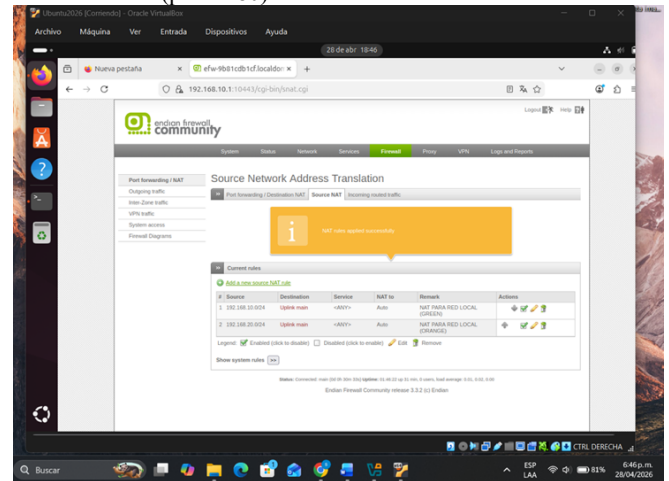 Ubuntu2026 [Corriendo] - Oracle VirtualBox
Archivo Máquina Ver Entrada Dispositivos Ayuda
28 de abr 18:46
Nueva pestaña
efw-9b81cdb1cf.localdon
192.168.10.1:10443/cgi-bin/snat.cgi
Logout Help
endian firewall
community
System Status Network Services Firewall Proxy VPN Logs and Reports
Port forwarding / NAT
Outgoing traffic
Inter-Zone traffic
VPN traffic
System access
Firewall Diagrams
Source Network Address Translation
Port forwarding / Destination NAT Source NAT Incoming routed traffic
NAT rules applied successfully
Current rules
Add a new source NAT rule
# Source Destination Service NAT to Remark Actions
1 192.168.10.0/24 Uplink main <ANY> Auto NAT PARA RED LOCAL (GREEN)
2 192.168.20.0/24 Uplink main <ANY> Auto NAT PARA RED LOCAL (ORANGE)
Legend: Enabled (click to disable) Disabled (click to enable) Edit Remove
Show system rules >>
Endian Firewall Community release 3.3.2 (c) Endian
CTRL DERECHA
Buscar
ESP
LAA
81%
6:46 p.m.
28/04/2026